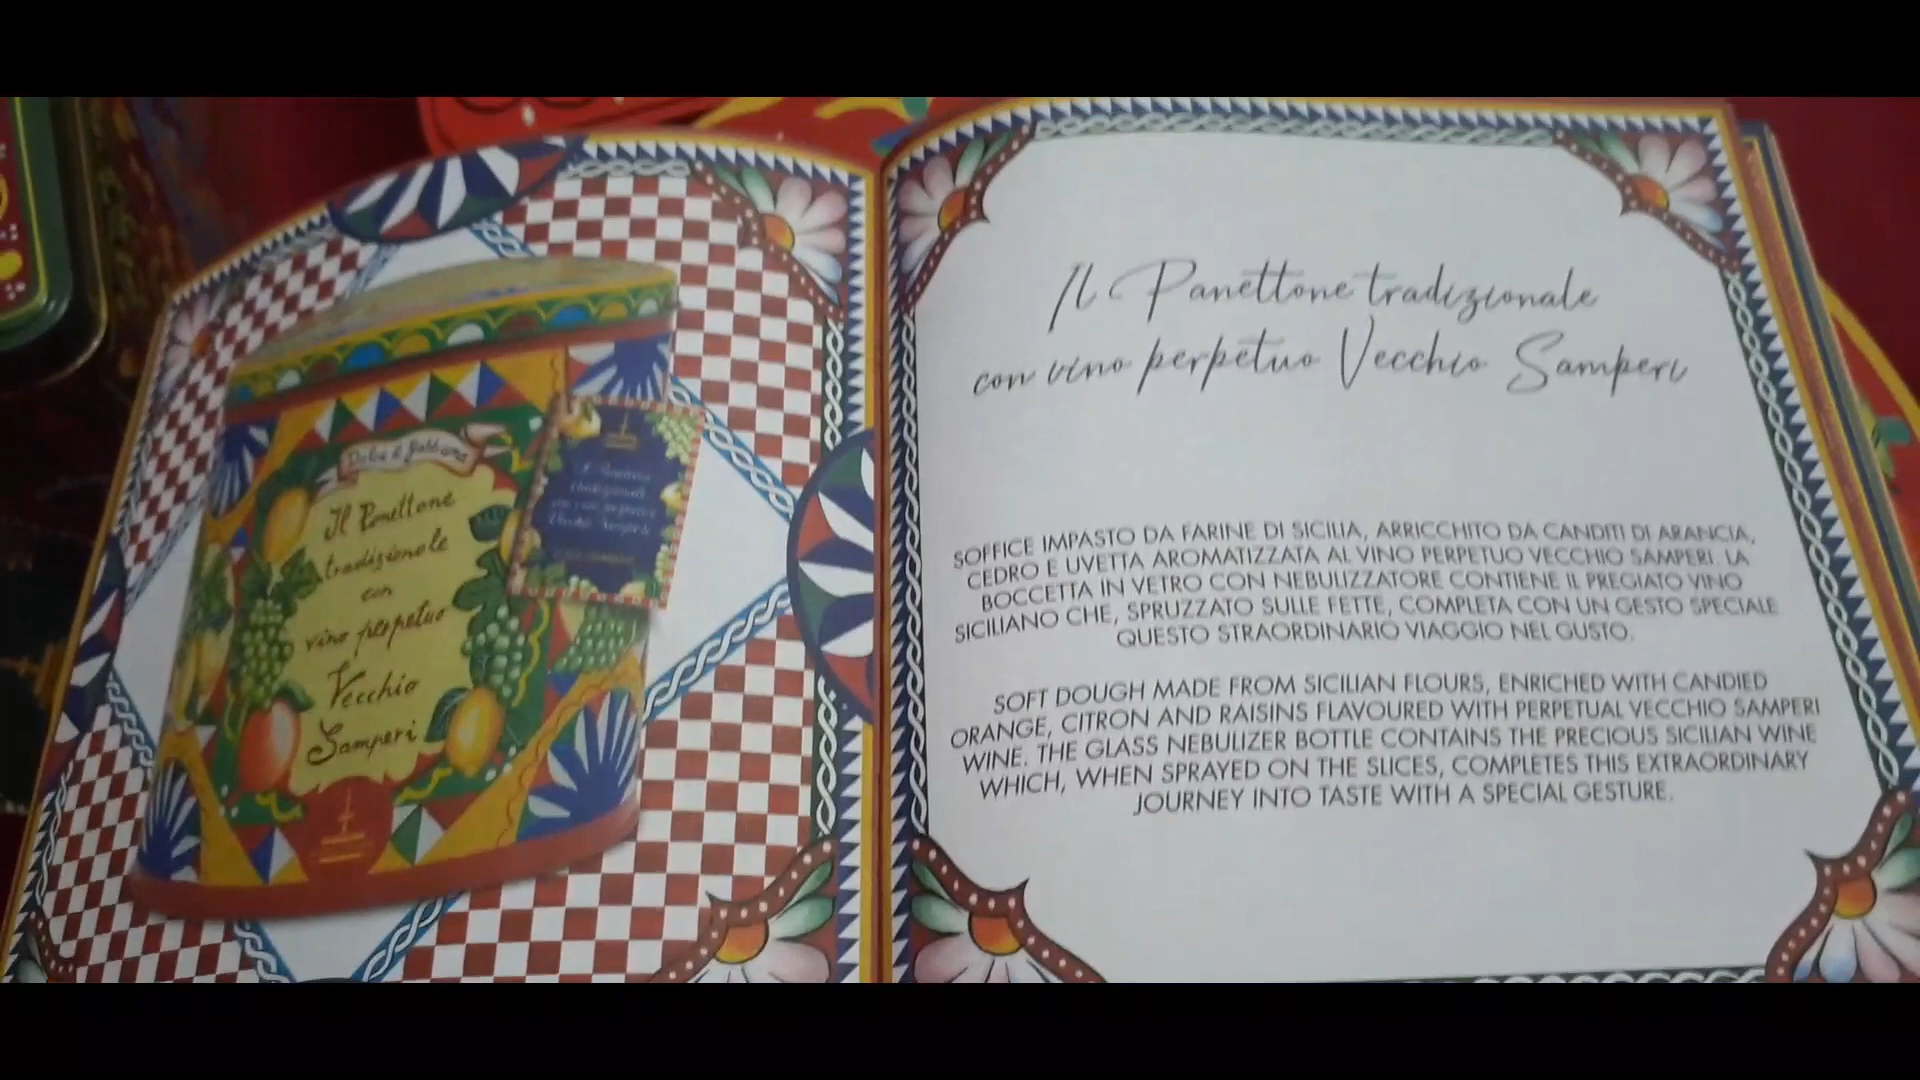 Dolce & Gabbana
Il Panettone
tradizionale
con
vino perpetuo
Vecchio
Samperi
Il Panettone tradizionale
con vino perpetuo Vecchio Samperi
SOFFICE IMPASTO DA FARINE DI SICILIA, ARRICCHITO DA CANDITI DI ARANCIA,
CEDRO E UVETTA AROMATIZZATA AL VINO PERPETUO VECCHIO SAMPERI. LA
BOCCETTA IN VETRO CON NEBULIZZATORE CONTIENE IL PREGIATO VINO
SICILIANO CHE, SPRUZZATO SULLE FETTE, COMPLETA CON UN GESTO SPECIALE
QUESTO STRAORDINARIO VIAGGIO NEL GUSTO.
SOFT DOUGH MADE FROM SICILIAN FLOURS, ENRICHED WITH CANDIED
ORANGE, CITRON AND RAISINS FLAVOURED WITH PERPETUAL VECCHIO SAMPERI
WINE. THE GLASS NEBULIZER BOTTLE CONTAINS THE PRECIOUS SICILIAN WINE
WHICH, WHEN SPRAYED ON THE SLICES, COMPLETES THIS EXTRAORDINARY
JOURNEY INTO TASTE WITH A SPECIAL GESTURE.